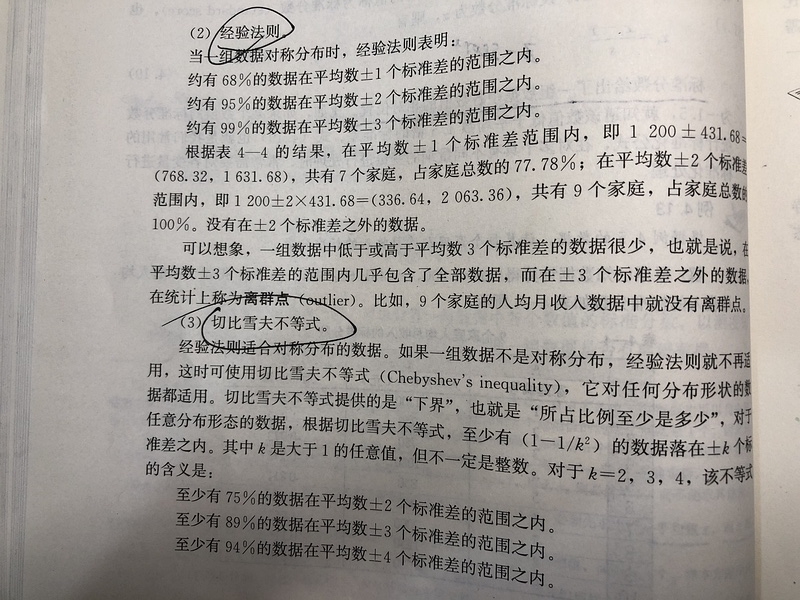 (2) 经验法则。
当一组数据对称分布时，经验法则表明：
约有 68%的数据在平均数±1 个标准差的范围之内。
约有 95%的数据在平均数±2 个标准差的范围之内。
约有 99%的数据在平均数±3 个标准差的范围之内。
根据表 4—4 的结果，在平均数±1 个标准差范围内，即 1 200±431.68=
(768.32，1 631.68)，共有 7 个家庭，占家庭总数的 77.78%；在平均数±2 个标准差
范围内，即 1 200±2×431.68=(336.64，2 063.36)，共有 9 个家庭，占家庭总数的
100%。没有在±2 个标准差之外的数据。
可以想象，一组数据中低于或高于平均数 3 个标准差的数据很少，也就是说，在
平均数±3 个标准差的范围内几乎包含了全部数据，而在±3 个标准差之外的数据，
在统计上称为离群点（outlier）。比如，9 个家庭的人均月收入数据中就没有离群点。
(3) 切比雪夫不等式。
经验法则适合对称分布的数据。如果一组数据不是对称分布，经验法则就不再适
用，这时可使用切比雪夫不等式（Chebyshev's inequality），它对任何分布形状的数
据都适用。切比雪夫不等式提供的是“下界”，也就是“所占比例至少是多少”，对于
任意分布形态的数据，根据切比雪夫不等式，至少有（1－1/k²）的数据落在±k 个标
准差之内。其中 k 是大于 1 的任意值，但不一定是整数。对于 k=2，3，4，该不等式
的含义是：
至少有 75%的数据在平均数±2 个标准差的范围之内。
至少有 89%的数据在平均数±3 个标准差的范围之内。
至少有 94%的数据在平均数±4 个标准差的范围之内。